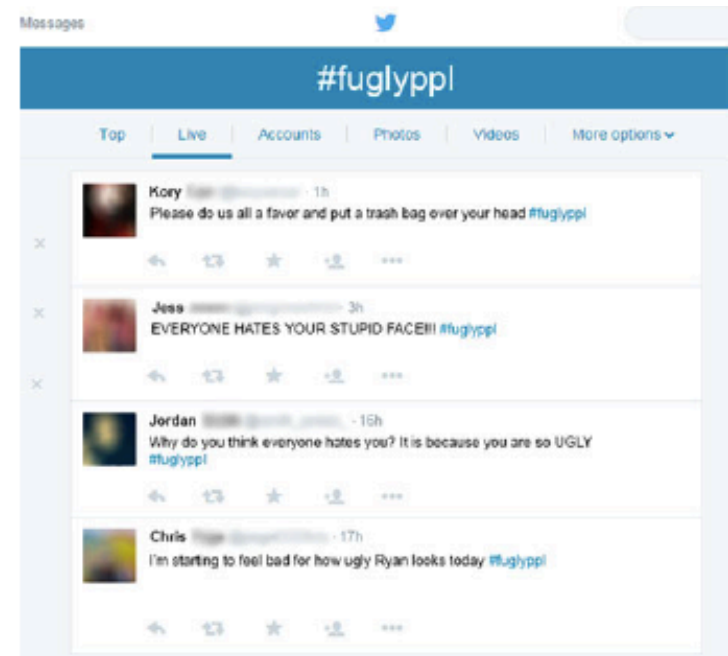 Messages
#fuglyppl
Top Live Accounts Photos Videos More options
Kory 1h
Please do us all a favor and put a trash bag over your head #fuglyppl
Jess 3h
EVERYONE HATES YOUR STUPID FACE!!! #fuglyppl
Jordan
Why do you think everyone hates you? It is because you are so UGLY
#fuglyppl
Chris · 17h
I'm starting to feel bad for how ugly Ryan looks today #fuglyppl